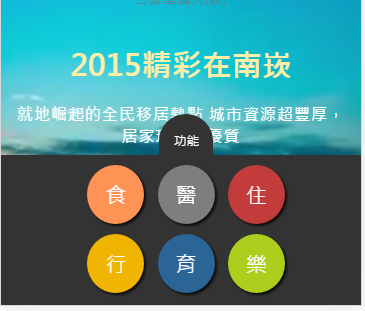 2015精彩在南崁
就地崛起的全民移居熱點 城市資源超豐厚,
居家 優質
功能
食 醫 住
行 育 樂